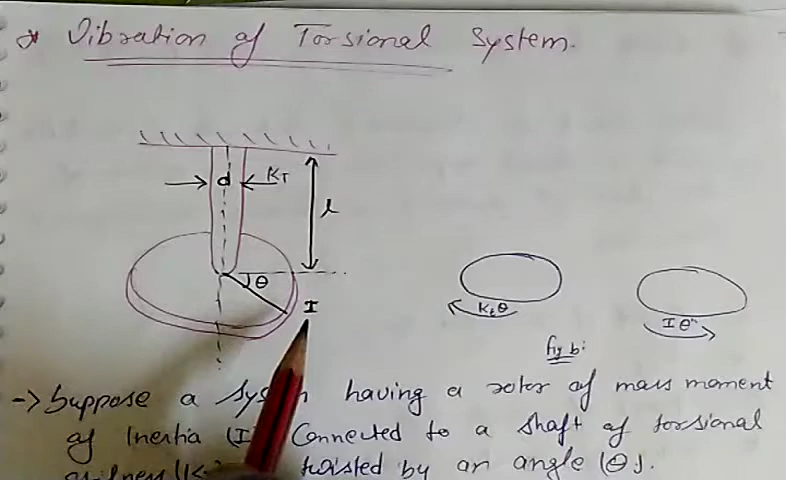 * Vibration of Torsional System.
d
KT
l
θ
I
Ktθ
Iθ"
fig b:
-> Suppose a system having a rotor of mass moment
of Inertia (I) Connected to a shaft of torsional
twisted by an angle (θ).